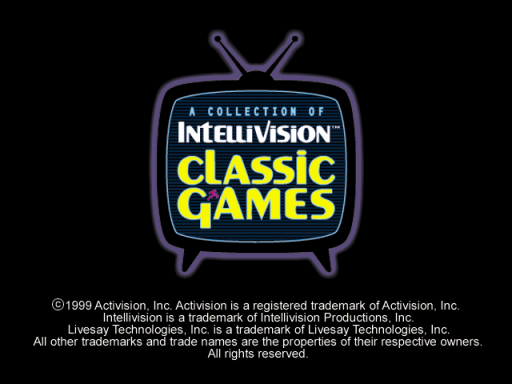 A COLLECTION OF
INTELLIVISION™
CLASSIC
GAMES
©1999 Activision, Inc. Activision is a registered trademark of Activision, Inc.
Intellivision is a trademark of Intellivision Productions, Inc.
Livesay Technologies, Inc. is a trademark of Livesay Technologies, Inc.
All other trademarks and trade names are the properties of their respective owners.
All rights reserved.